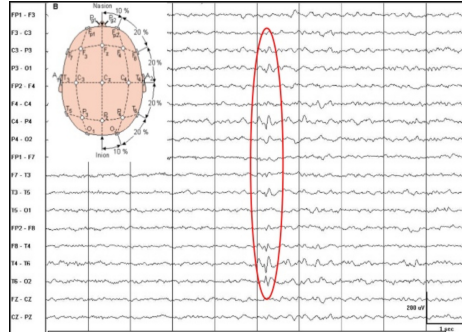 B
Nasion
10 %
20 %
20 %
20 %
20 %
10 %
Inion
FP1 - F3
F3 - C3
C3 - P3
P3 - O1
FP2 - F4
F4 - C4
C4 - P4
P4 - O2
FP1 - F7
F7 - T3
T3 - T5
T5 - O1
FP2 - F8
F8 - T4
T4 - T6
T6 - O2
FZ - CZ
CZ - PZ
200 uV
1 sec